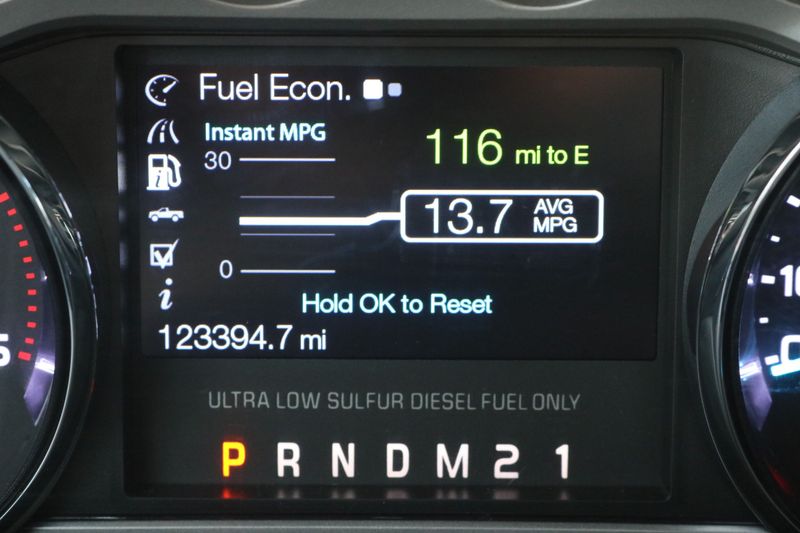 Fuel Econ.
Instant MPG
30
116 mi to E
13.7 AVG MPG
0
Hold OK to Reset
123394.7 mi
ULTRA LOW SULFUR DIESEL FUEL ONLY
P R N D M 2 1
5